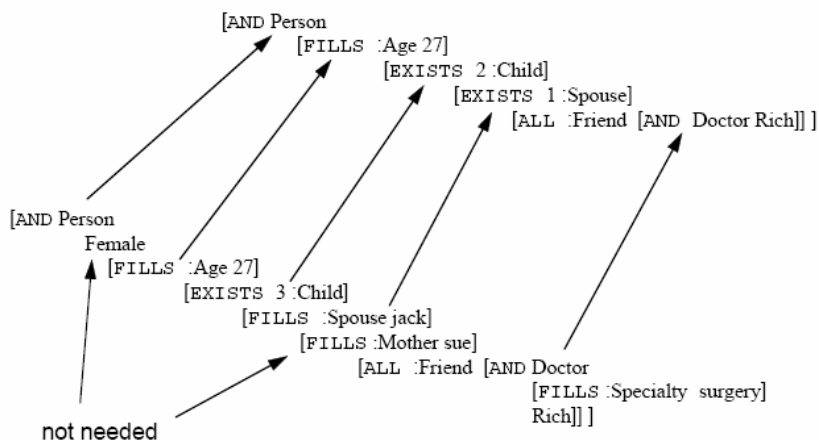 [AND Person
[FILLS :Age 27]
[EXISTS 2 :Child]
[EXISTS 1 :Spouse]
[ALL :Friend [AND Doctor Rich]] ]
[AND Person
Female
[FILLS :Age 27]
[EXISTS 3 :Child]
[FILLS :Spouse jack]
[FILLS :Mother sue]
[ALL :Friend [AND Doctor
[FILLS :Specialty surgery]
Rich]] ]
not needed